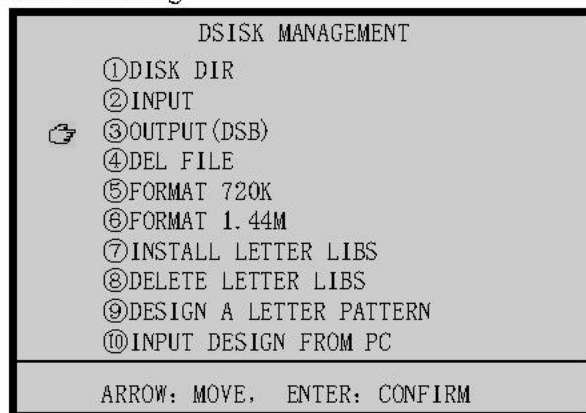 DSISK MANAGEMENT
①DISK DIR
②INPUT
③OUTPUT(DSB)
④DEL FILE
⑤FORMAT 720K
⑥FORMAT 1.44M
⑦INSTALL LETTER LIBS
⑧DELETE LETTER LIBS
⑨DESIGN A LETTER PATTERN
⑩INPUT DESIGN FROM PC
ARROW: MOVE, ENTER: CONFIRM